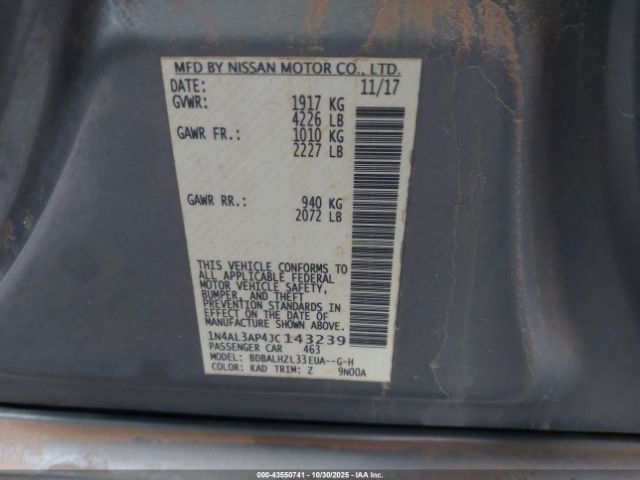 MFD BY NISSAN MOTOR CO., LTD.
DATE: 11/17
GVWR: 1917 KG
4226 LB
GAWR FR.: 1010 KG
2227 LB
GAWR RR.: 940 KG
2072 LB
THIS VEHICLE CONFORMS TO
ALL APPLICABLE FEDERAL
MOTOR VEHICLE SAFETY,
BUMPER, AND THEFT
PREVENTION STANDARDS IN
EFFECT ON THE DATE OF
MANUFACTURE SHOWN ABOVE.
1N4AL3AP4JC143239
PASSENGER CAR 463
MODEL: BDBALHZL33EUA--G-H
COLOR: KAD TRIM: Z 9N00A
000-43550741 - 10/30/2025 - IAA Inc.